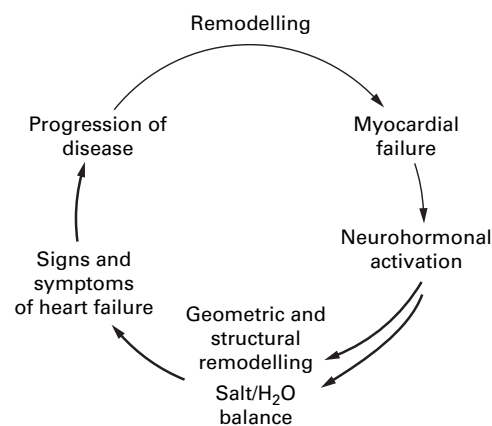 Remodelling
Myocardial
failure
Neurohormonal
activation
Geometric and
structural
remodelling
Salt/H₂O
balance
Signs and
symptoms
of heart failure
Progression of
disease